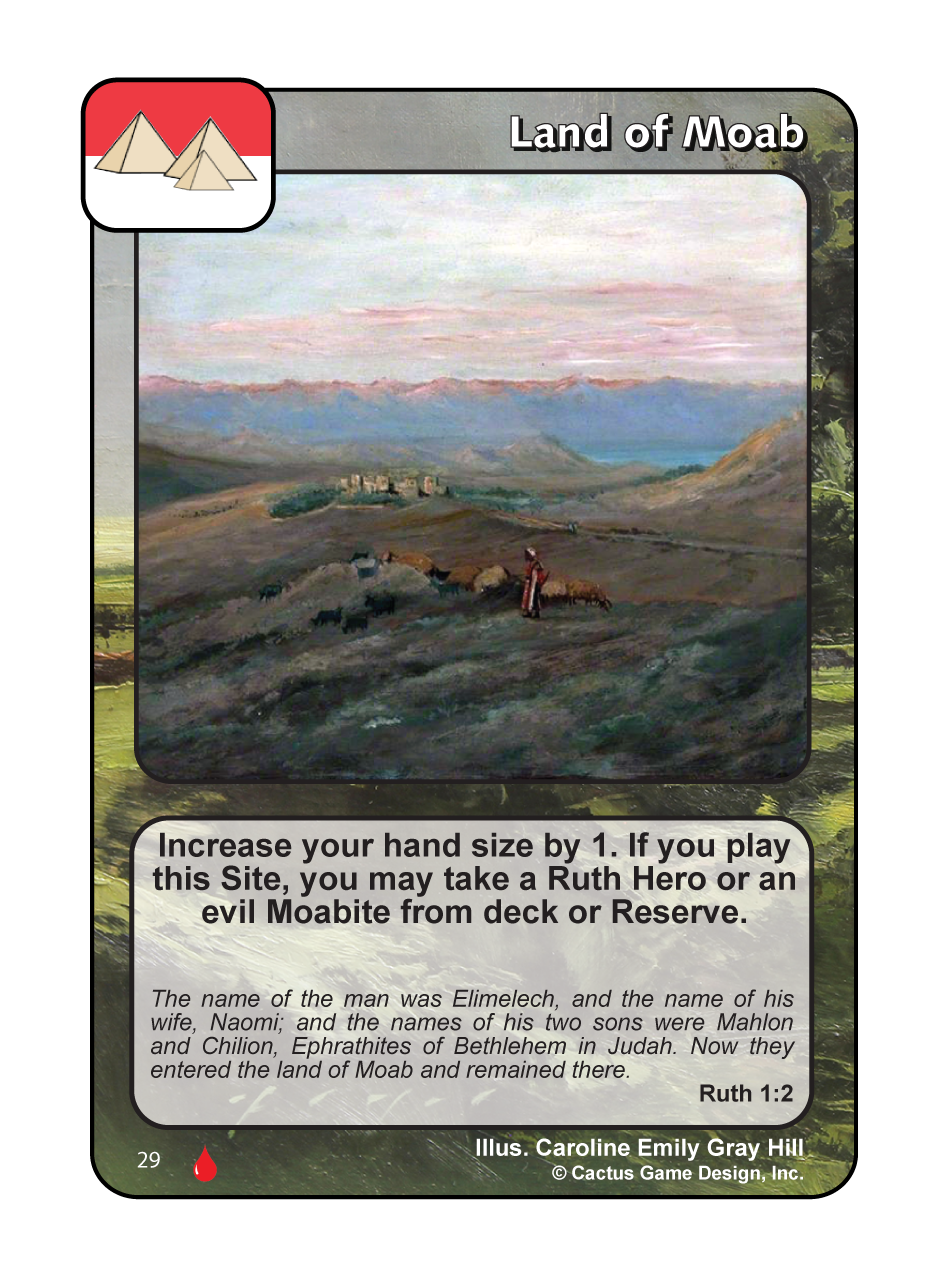 Land of Moab
Increase your hand size by 1. If you play
this Site, you may take a Ruth Hero or an
evil Moabite from deck or Reserve.
The name of the man was Elimelech, and the name of his
wife, Naomi; and the names of his two sons were Mahlon
and Chilion, Ephrathites of Bethlehem in Judah. Now they
entered the land of Moab and remained there.
Ruth 1:2
29
Illus. Caroline Emily Gray Hill
© Cactus Game Design, Inc.